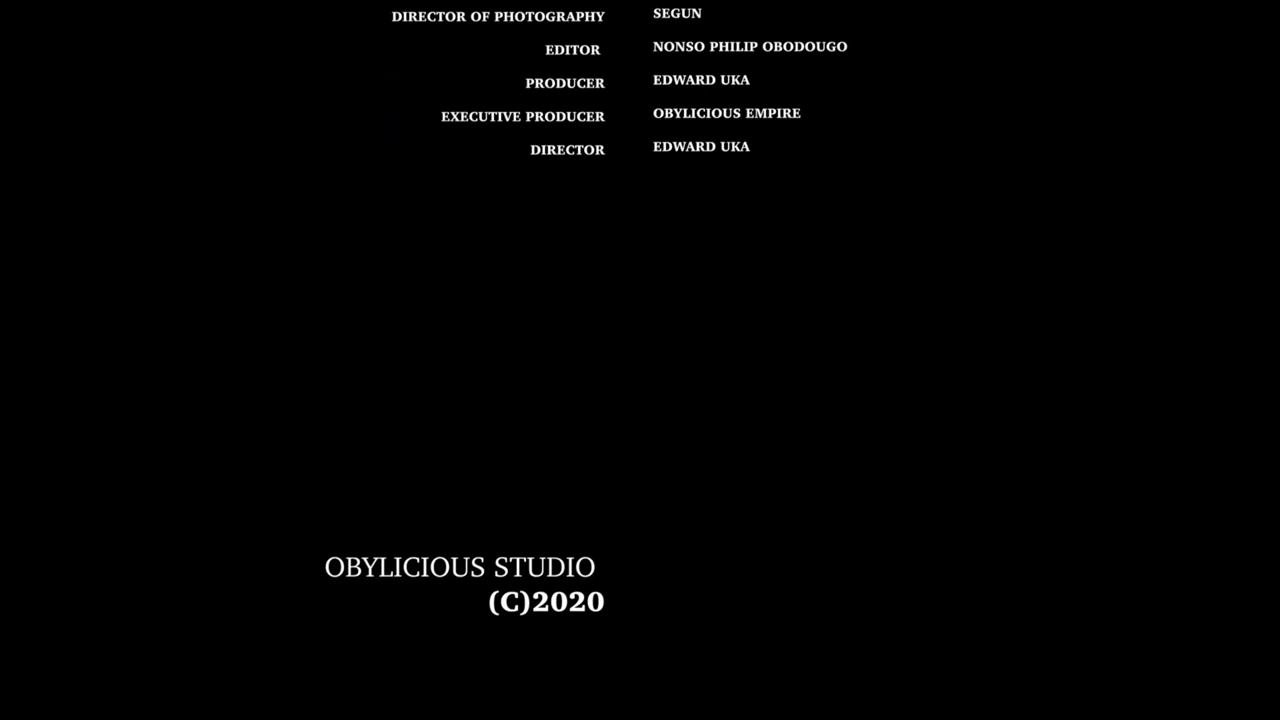 DIRECTOR OF PHOTOGRAPHY SEGUN
EDITOR NONSO PHILIP OBODOUGO
PRODUCER EDWARD UKA
EXECUTIVE PRODUCER OBYLICIOUS EMPIRE
DIRECTOR EDWARD UKA
OBYLICIOUS STUDIO
(C)2020